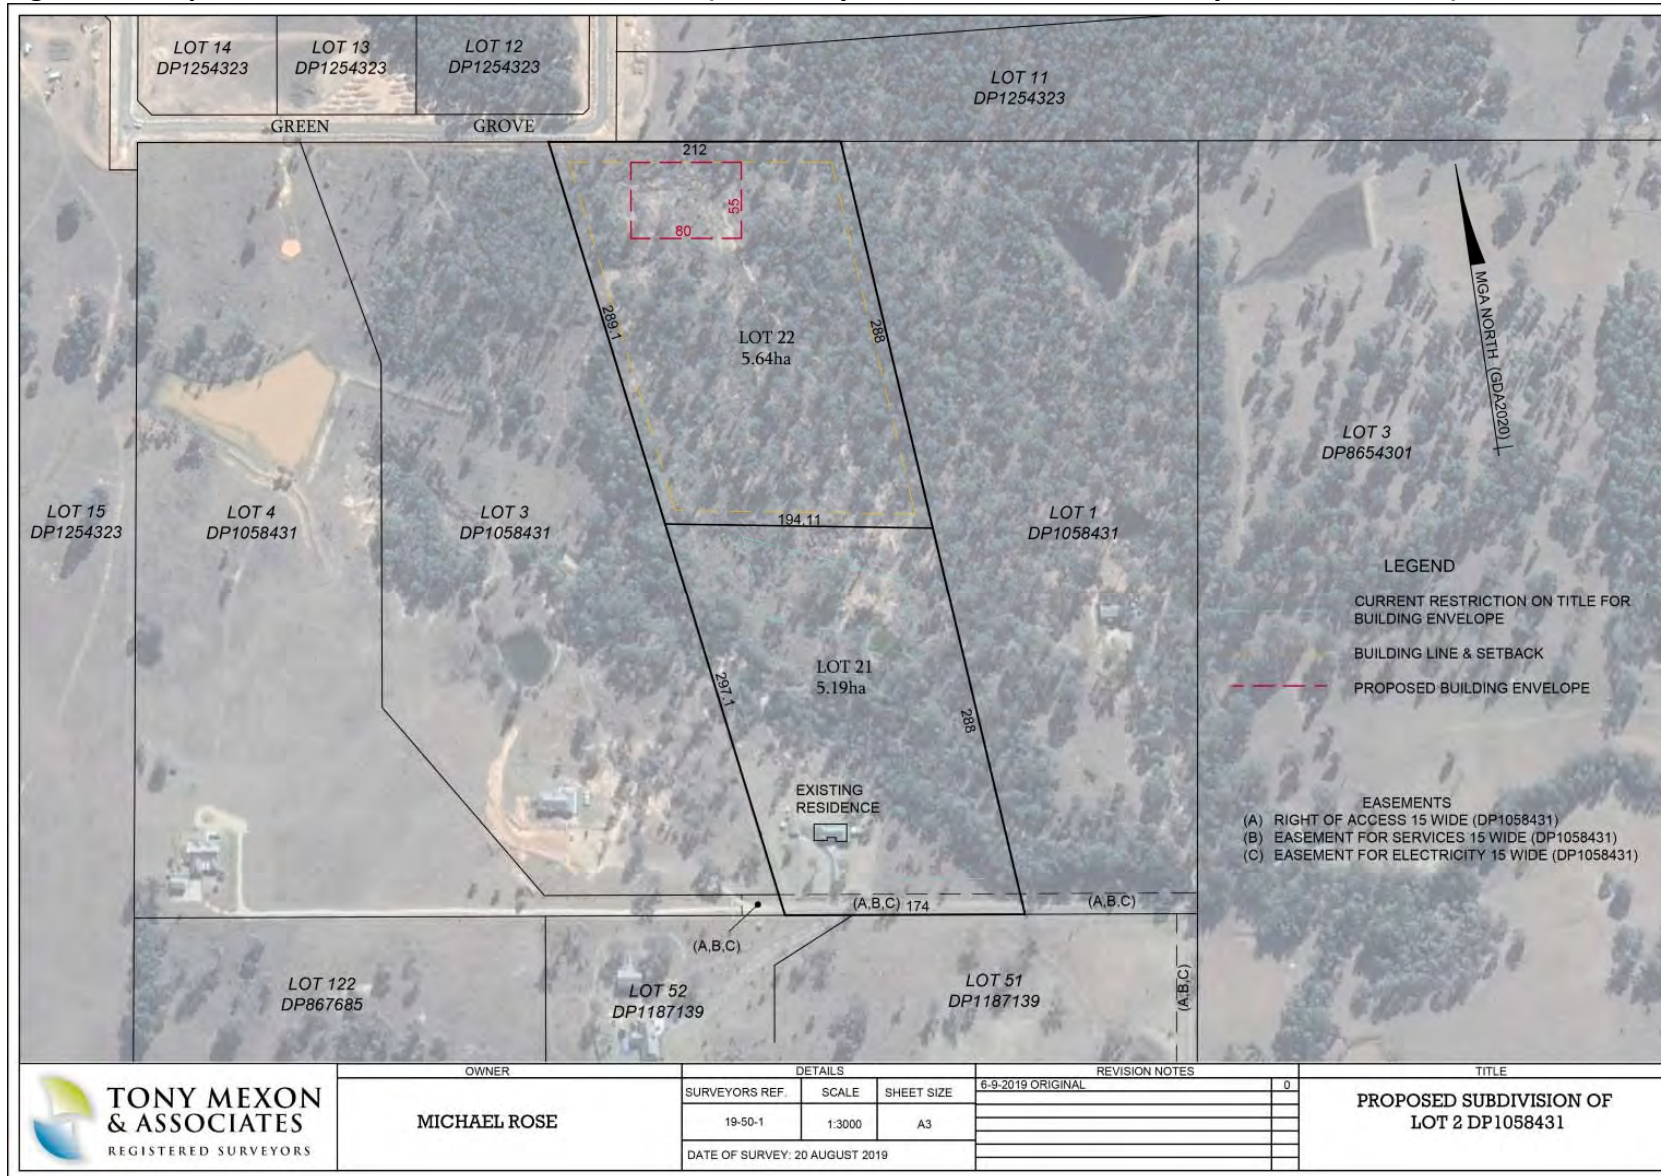 LOT 14
DP1254323
LOT 13
DP1254323
LOT 12
DP1254323
LOT 11
DP1254323
GREEN GROVE
212
55
80
289.1
288
LOT 22
5.64ha
MGA NORTH (GDA2020)
LOT 3
DP8654301
LOT 15
DP1254323
LOT 4
DP1058431
LOT 3
DP1058431
194.11
LOT 1
DP1058431
LEGEND
CURRENT RESTRICTION ON TITLE FOR
BUILDING ENVELOPE
BUILDING LINE & SETBACK
PROPOSED BUILDING ENVELOPE
LOT 21
5.19ha
297.1
288
EXISTING
RESIDENCE
EASEMENTS
(A) RIGHT OF ACCESS 15 WIDE (DP1058431)
(B) EASEMENT FOR SERVICES 15 WIDE (DP1058431)
(C) EASEMENT FOR ELECTRICITY 15 WIDE (DP1058431)
(A,B,C) 174
(A,B,C)
(A,B,C)
(A,B,C)
LOT 122
DP867685
LOT 52
DP1187139
LOT 51
DP1187139
TONY MEXON
& ASSOCIATES
REGISTERED SURVEYORS
OWNER
MICHAEL ROSE
DETAILS
SURVEYORS REF. SCALE SHEET SIZE
19-50-1 1:3000 A3
DATE OF SURVEY: 20 AUGUST 2019
REVISION NOTES
6-9-2019 ORIGINAL 0
TITLE
PROPOSED SUBDIVISION OF
LOT 2 DP1058431